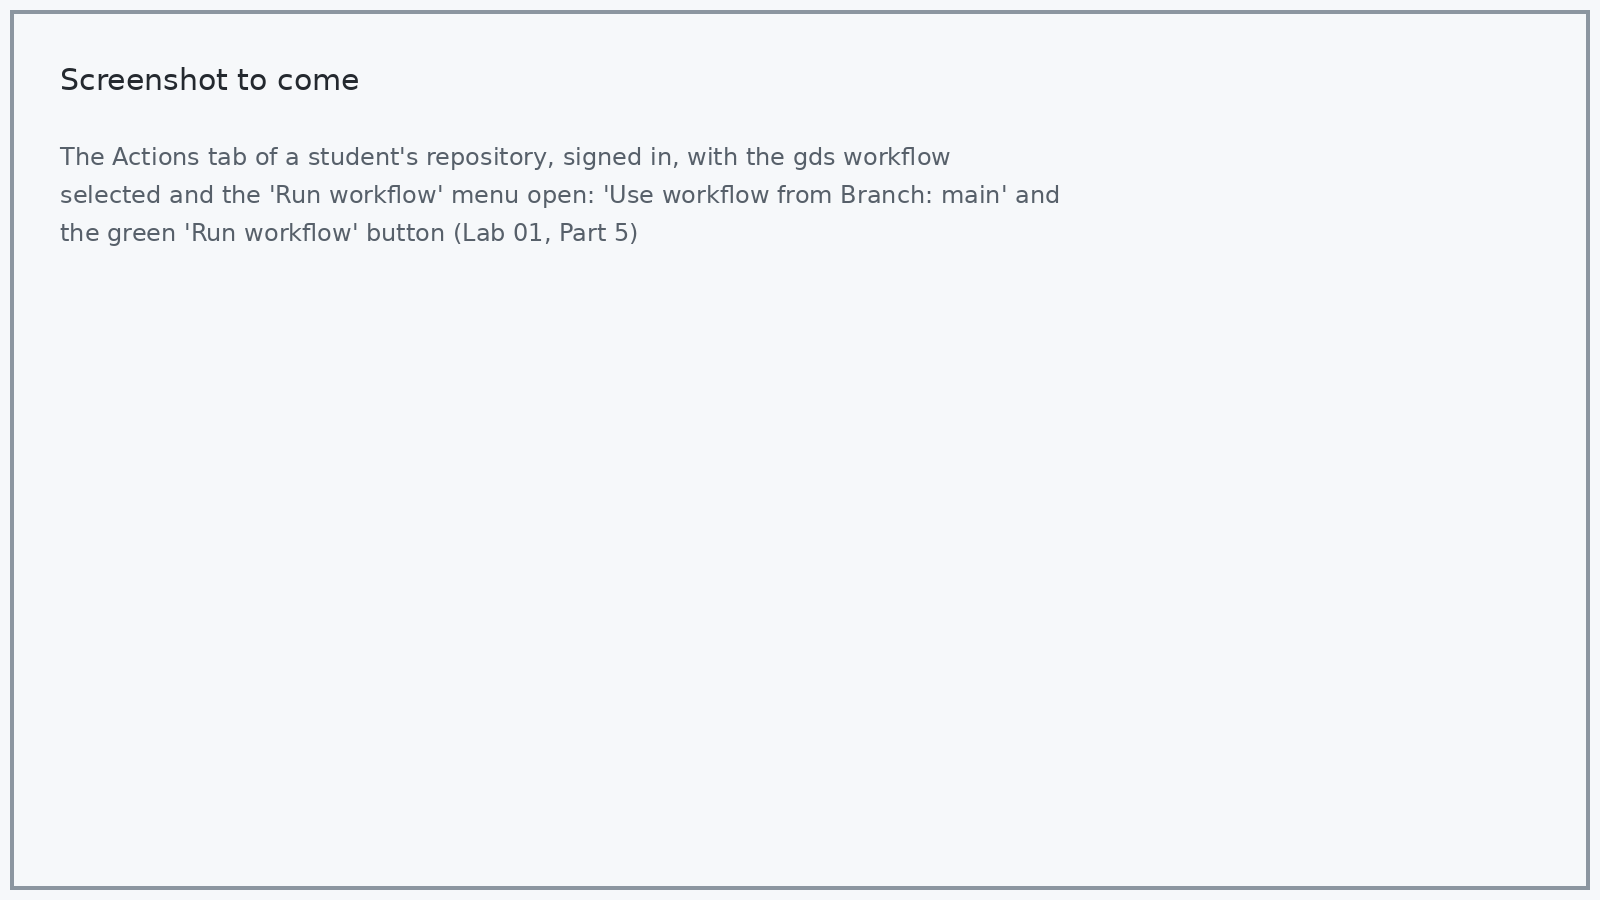 Screenshot to come
The Actions tab of a student's repository, signed in, with the gds workflow
selected and the 'Run workflow' menu open: 'Use workflow from Branch: main' and
the green 'Run workflow' button (Lab 01, Part 5)